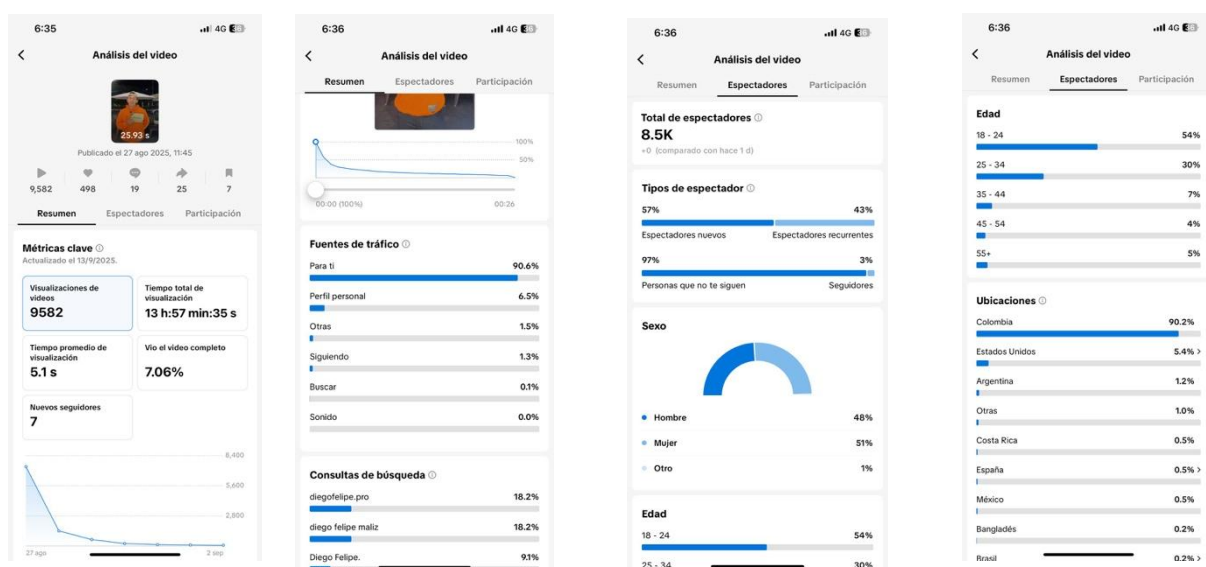 6:35
4G
Análisis del video
25.93 s
Publicado el 27 ago 2025, 11:45
9,582 498 19 25 7
Resumen Espectadores Participación
Métricas clave
Actualizado el 13/9/2025.
Visualizaciones de videos
9582
Tiempo total de visualización
13 h:57 min:35 s
Tiempo promedio de visualización
5.1 s
Vio el video completo
7.06%
Nuevos seguidores
7
8,400
5,600
2,800
27 ago 2 sep
6:36
4G
Análisis del video
Resumen Espectadores Participación
100%
50%
00:00 (100%) 00:26
Fuentes de tráfico
Para ti 90.6%
Perfil personal 6.5%
Otras 1.5%
Siguiendo 1.3%
Buscar 0.1%
Sonido 0.0%
Consultas de búsqueda
diegofelipe.pro 18.2%
diego felipe maliz 18.2%
Diego Felipe. 9.1%
6:36
4G
Análisis del video
Resumen Espectadores Participación
Total de espectadores
8.5K
+0 (comparado con hace 1 d)
Tipos de espectador
57% 43%
Espectadores nuevos Espectadores recurrentes
97% 3%
Personas que no te siguen Seguidores
Sexo
Hombre 48%
Mujer 51%
Otro 1%
Edad
18 - 24 54%
25 - 34 30%
6:36
4G
Análisis del video
Resumen Espectadores Participación
Edad
18 - 24 54%
25 - 34 30%
35 - 44 7%
45 - 54 4%
55+ 5%
Ubicaciones
Colombia 90.2%
Estados Unidos 5.4% >
Argentina 1.2%
Otras 1.0%
Costa Rica 0.5%
España 0.5% >
México 0.5%
Bangladés 0.2%
Brasil 0.2% >